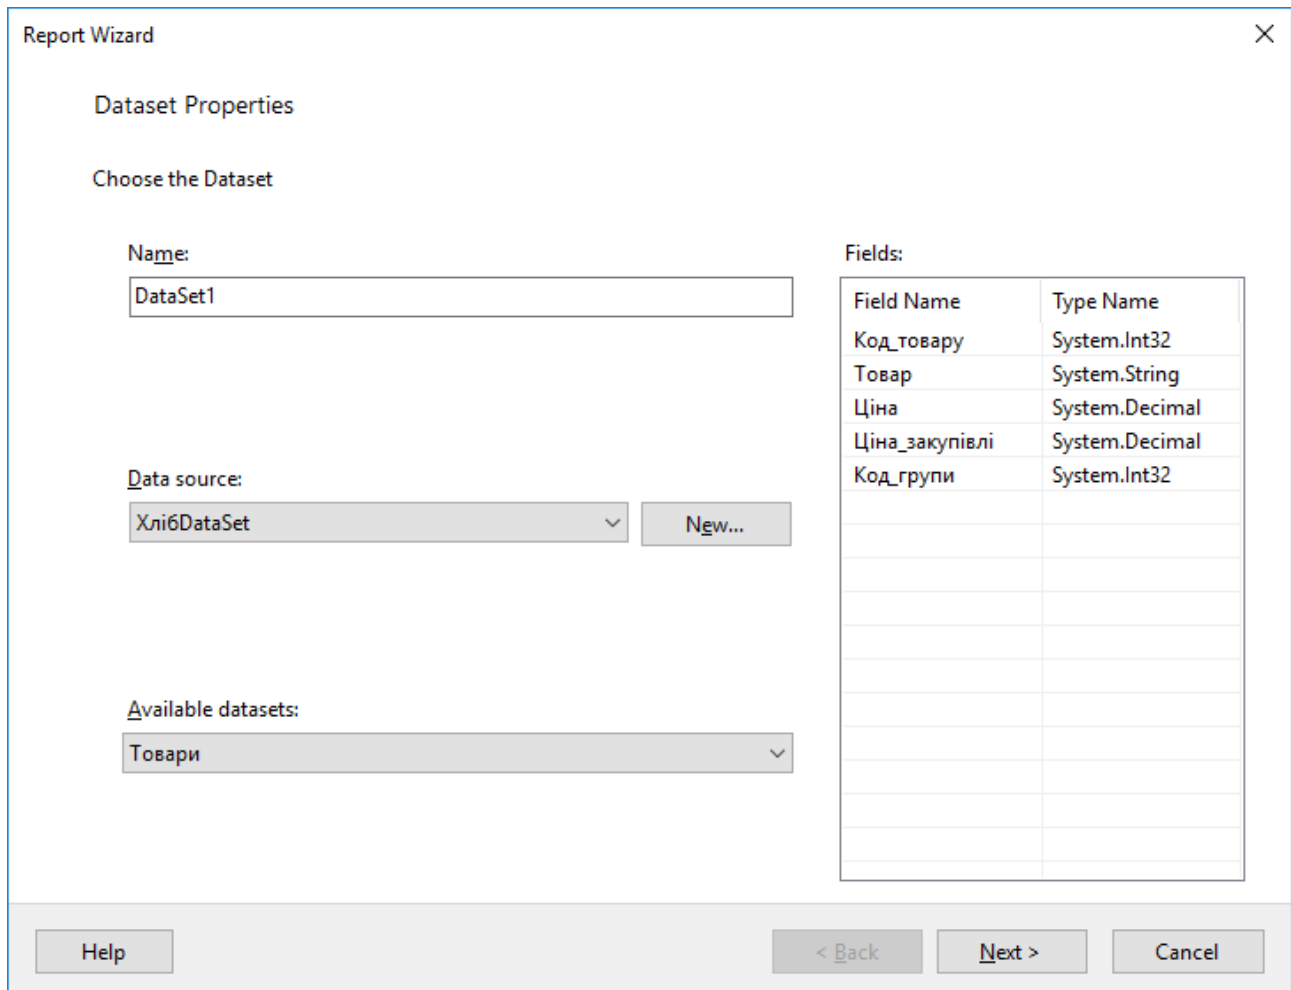 Report Wizard
Dataset Properties
Choose the Dataset
Name:
DataSet1
Data source:
ХлібDataSet
New...
Available datasets:
Товари
Fields:
Field Name Type Name
Код_товару System.Int32
Товар System.String
Ціна System.Decimal
Ціна_закупівлі System.Decimal
Код_групи System.Int32
Help
< Back
Next >
Cancel